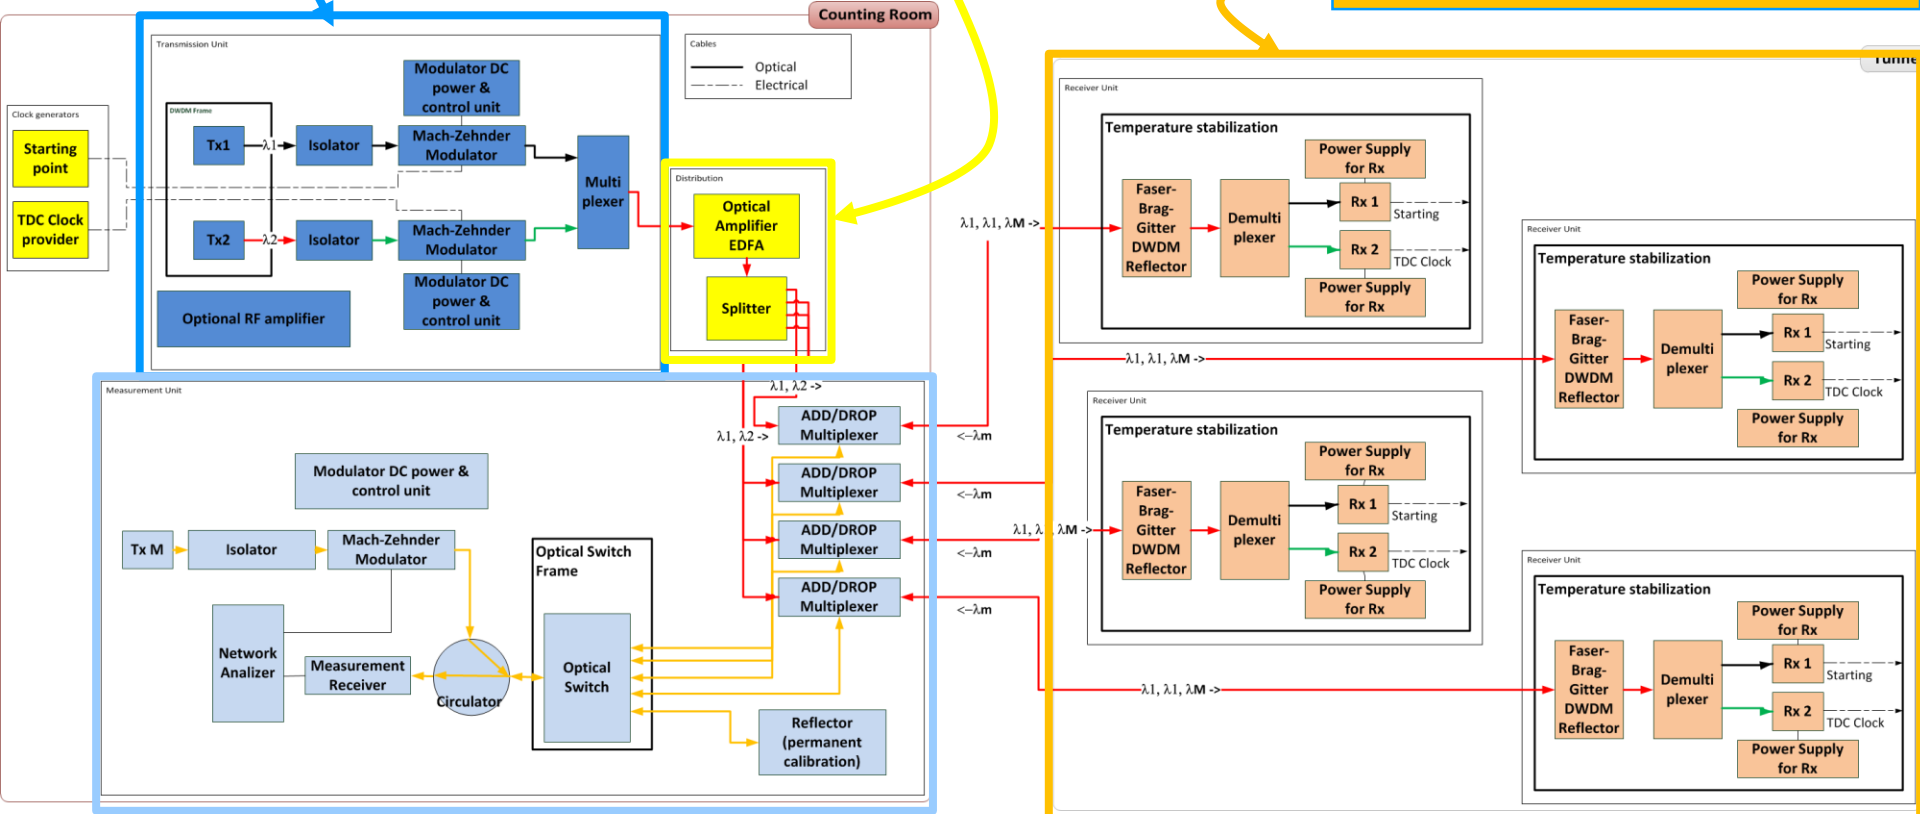 Counting Room
Transmission Unit
Cables
Optical
Electrical
Clock generators
Starting
point
TDC Clock
provider
DWDM Frame
Tx1
λ1
Isolator
Modulator DC
power &
control unit
Mach-Zehnder
Modulator
Tx2
λ2
Isolator
Mach-Zehnder
Modulator
Modulator DC
power &
control unit
Multi
plexer
Optional RF amplifier
Distribution
Optical
Amplifier
EDFA
Splitter
Measurement Unit
λ1, λ2 ->
λ1, λ2 ->
ADD/DROP
Multiplexer
ADD/DROP
Multiplexer
ADD/DROP
Multiplexer
ADD/DROP
Multiplexer
<-λm
<-λm
<-λm
<-λm
Modulator DC power &
control unit
Tx M
Isolator
Mach-Zehnder
Modulator
Network
Analizer
Measurement
Receiver
Circulator
Optical Switch
Frame
Optical
Switch
Reflector
(permanent
calibration)
λ1, λ1, λM ->
λ1, λ1, λM ->
λM ->
λ1, λ1, λM ->
Receiver Unit
Temperature stabilization
Faser-
Brag-
Gitter
DWDM
Reflector
Demulti
plexer
Power Supply
for Rx
Rx 1
Starting
Rx 2
TDC Clock
Power Supply
for Rx
Receiver Unit
Temperature stabilization
Faser-
Brag-
Gitter
DWDM
Reflector
Demulti
plexer
Power Supply
for Rx
Rx 1
Starting
Rx 2
TDC Clock
Power Supply
for Rx
Receiver Unit
Temperature stabilization
Faser-
Brag-
Gitter
DWDM
Reflector
Demulti
plexer
Power Supply
for Rx
Rx 1
Starting
Rx 2
TDC Clock
Power Supply
for Rx
Receiver Unit
Temperature stabilization
Faser-
Brag-
Gitter
DWDM
Reflector
Demulti
plexer
Power Supply
for Rx
Rx 1
Starting
Rx 2
TDC Clock
Power Supply
for Rx